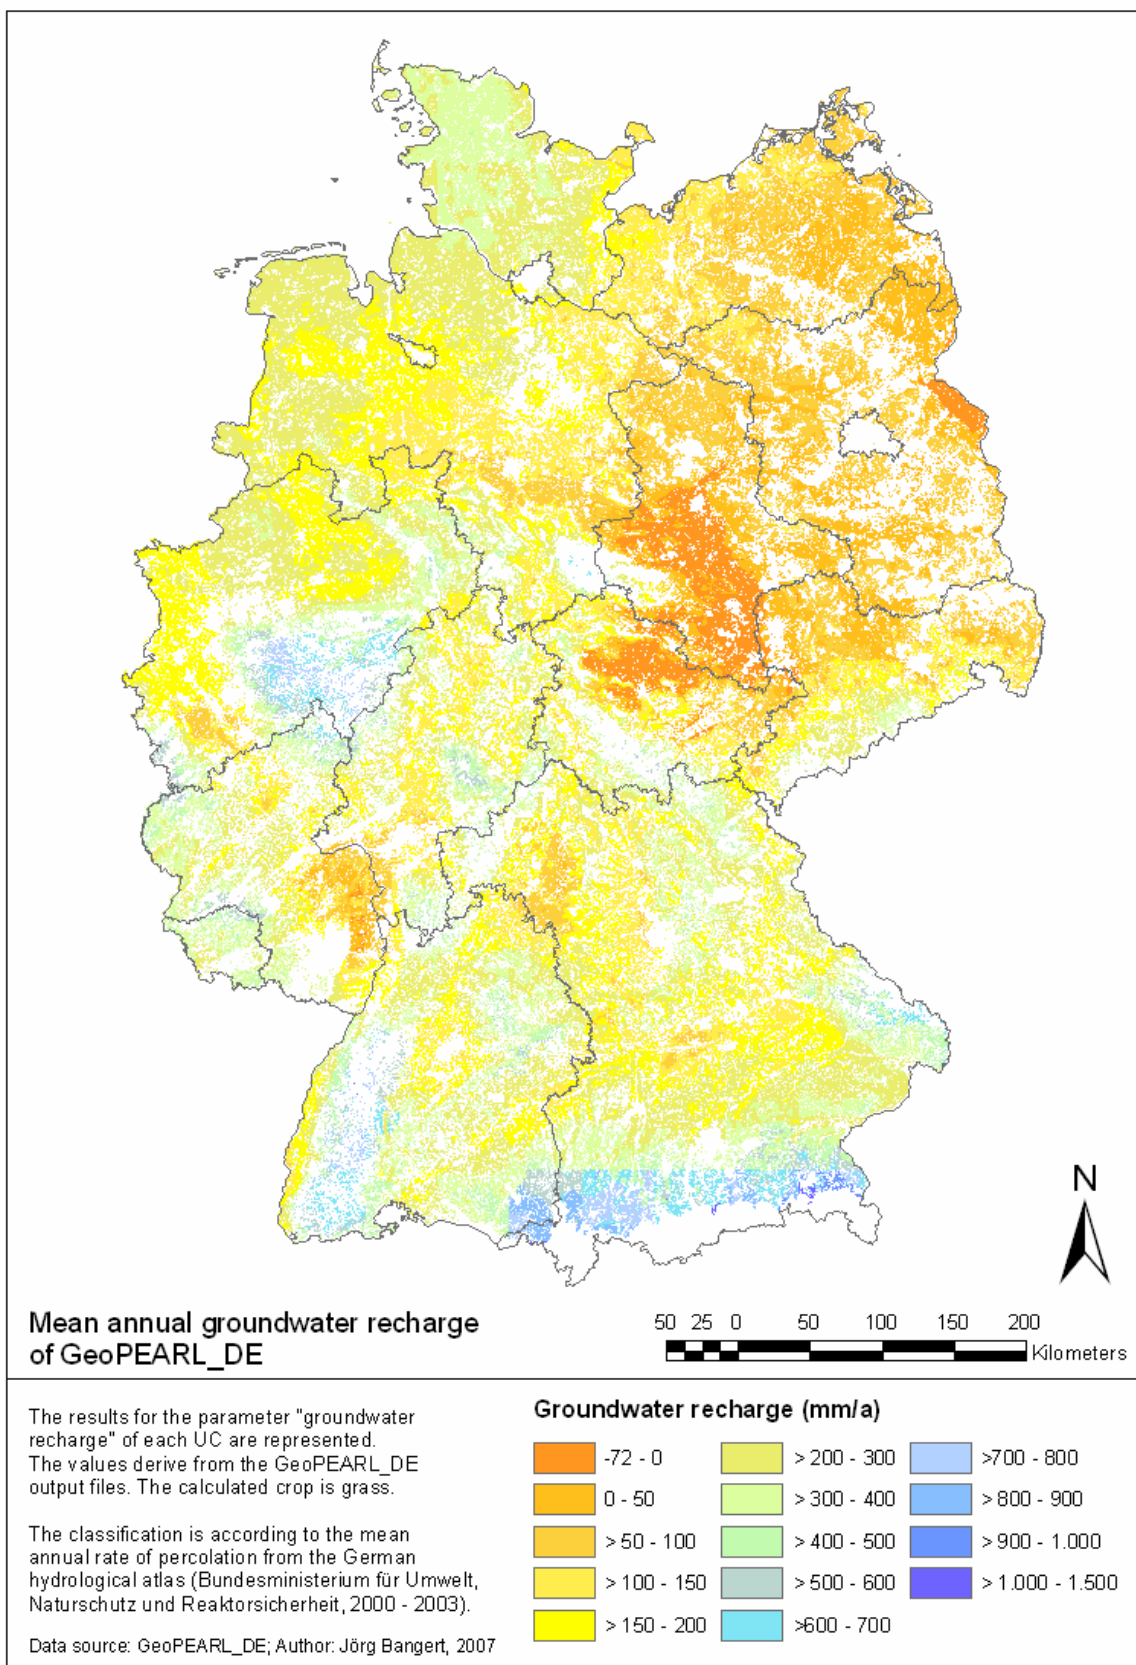 N
Mean annual groundwater recharge
of GeoPEARL_DE
50 25 0 50 100 150 200
Kilometers
The results for the parameter "groundwater
recharge" of each UC are represented.
The values derive from the GeoPEARL_DE
output files. The calculated crop is grass.
The classification is according to the mean
annual rate of percolation from the German
hydrological atlas (Bundesministerium für Umwelt,
Naturschutz und Reaktorsicherheit, 2000 - 2003).
Data source: GeoPEARL_DE; Author: Jörg Bangert, 2007
Groundwater recharge (mm/a)
-72 - 0
0 - 50
> 50 - 100
> 100 - 150
> 150 - 200
> 200 - 300
> 300 - 400
> 400 - 500
> 500 - 600
>600 - 700
>700 - 800
> 800 - 900
> 900 - 1.000
> 1.000 - 1.500